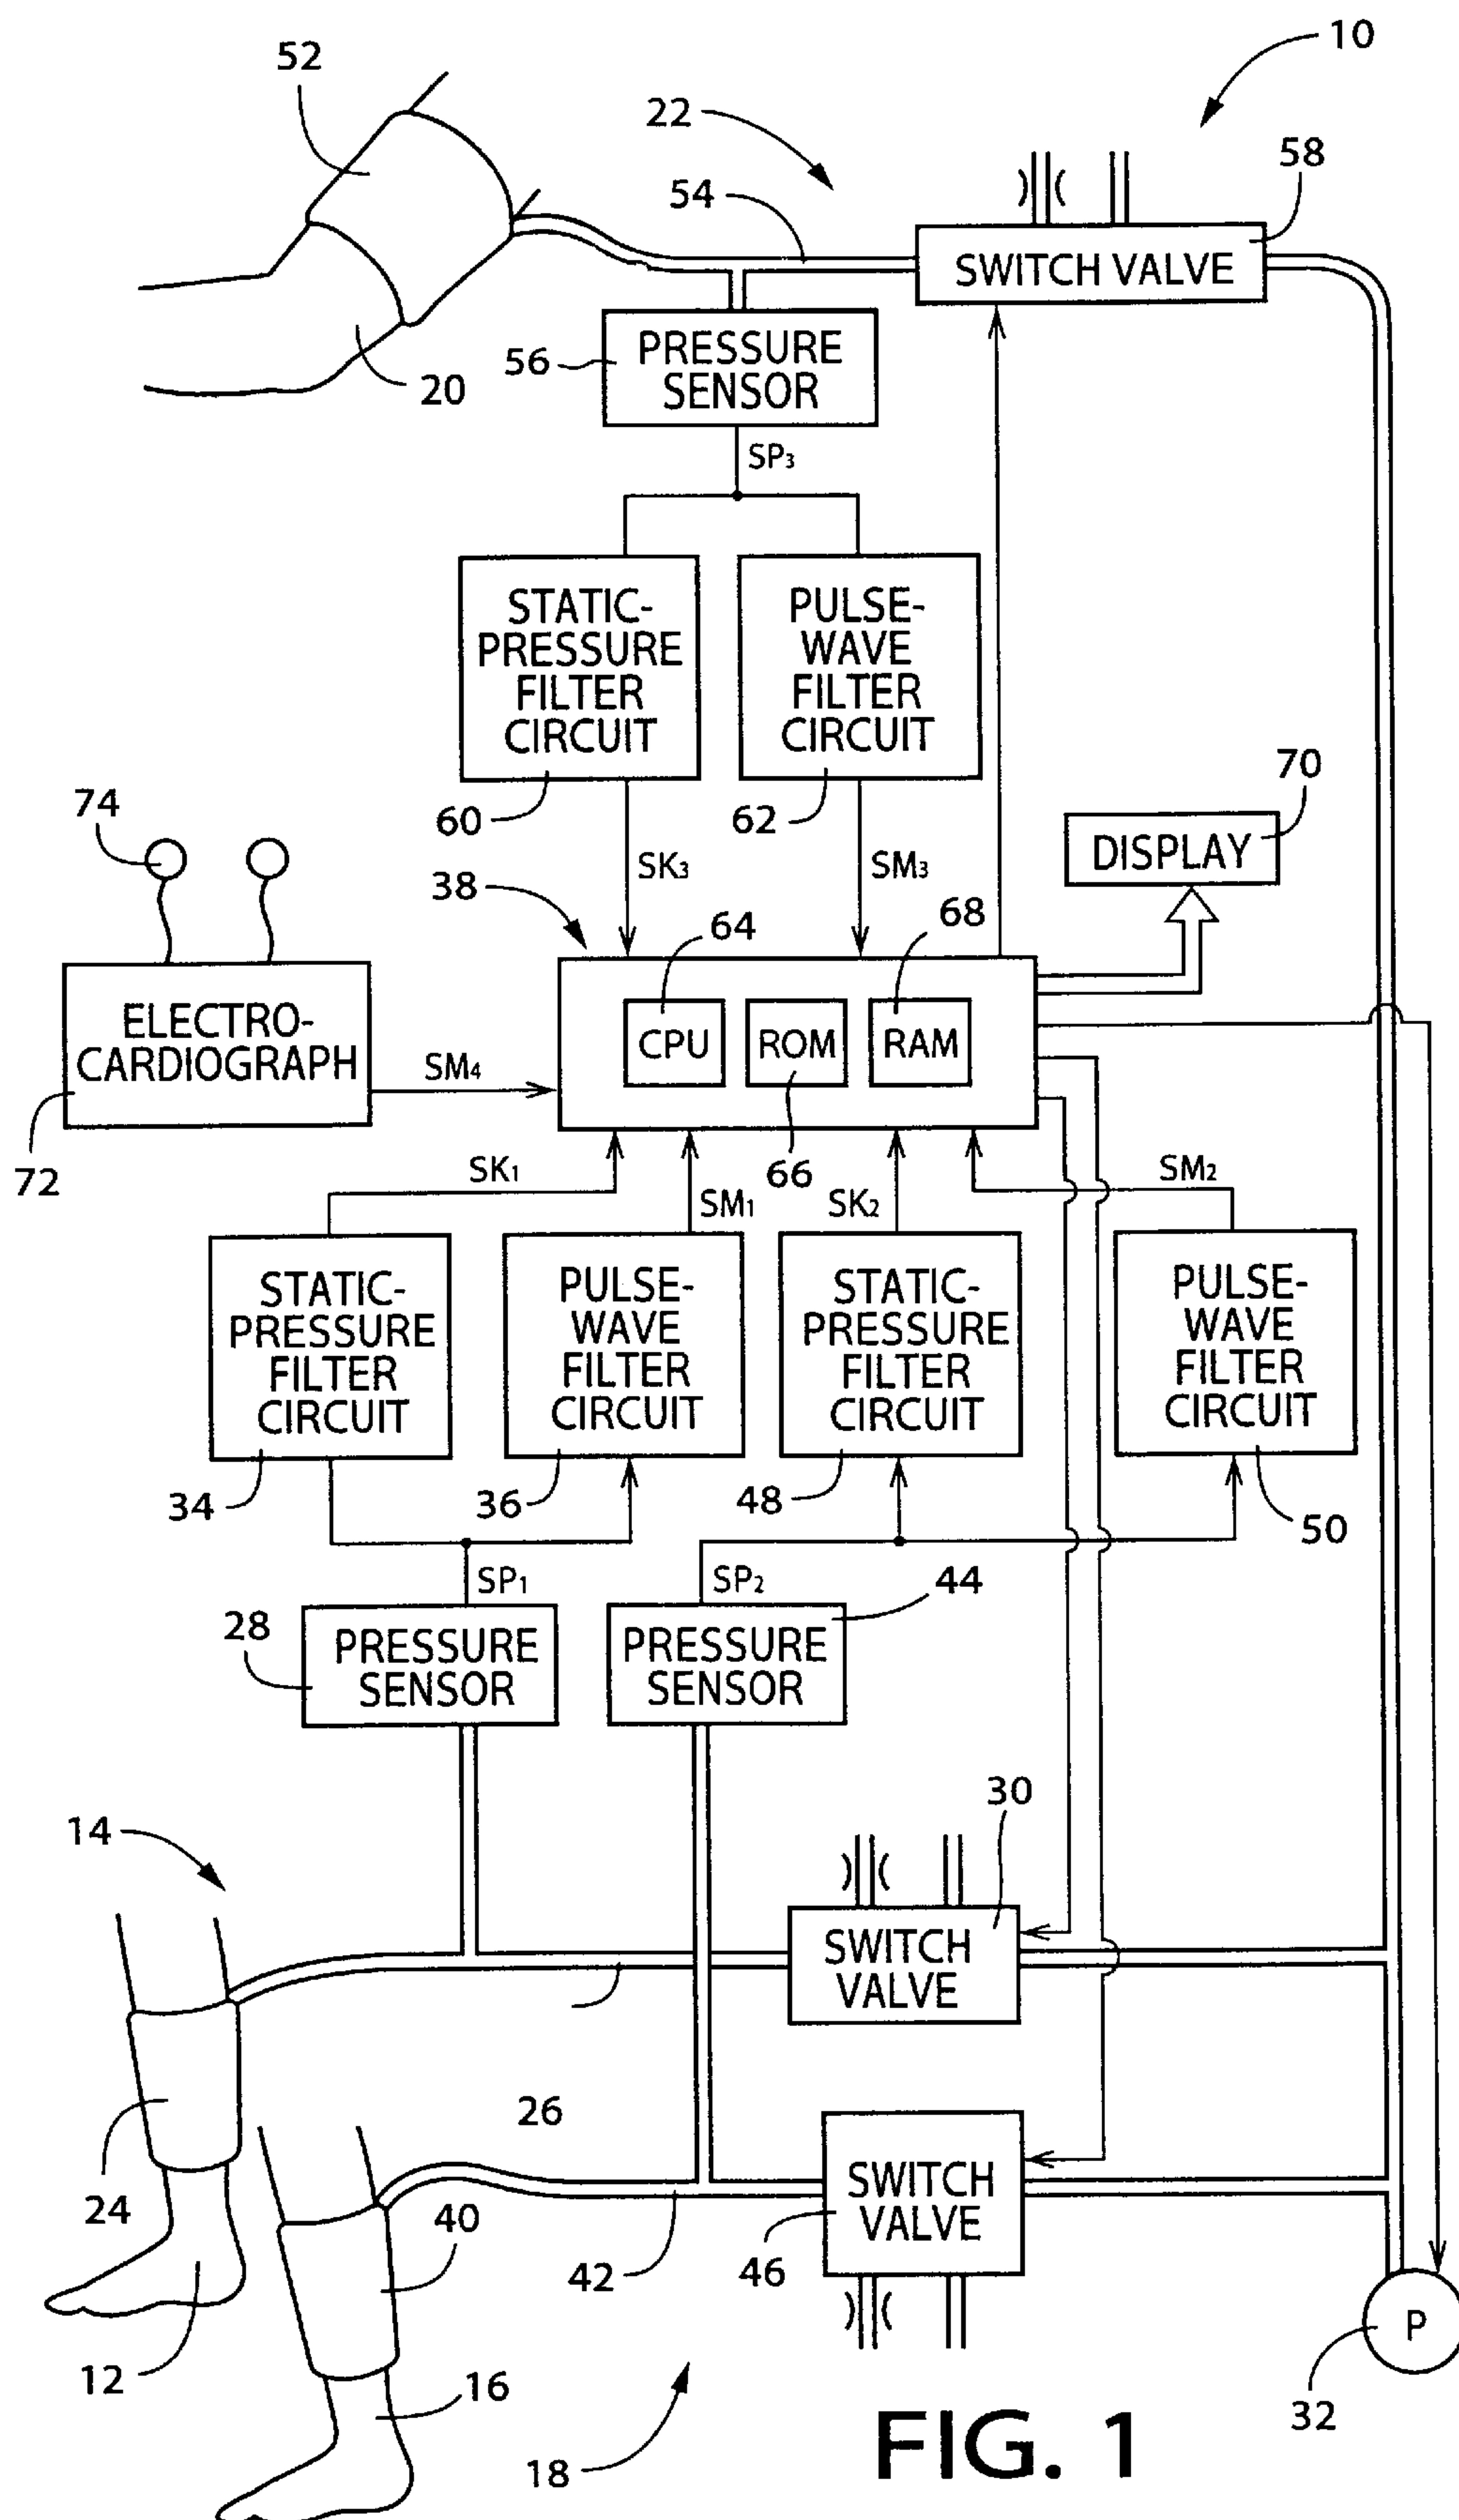 10
52
22
58
54
SWITCH VALVE
PRESSURE
SENSOR
56
20
SP3
STATIC-
PRESSURE
FILTER
CIRCUIT
PULSE-
WAVE
FILTER
CIRCUIT
60
62
70
74
DISPLAY
SK3
SM3
38
64
68
ELECTRO-
CARDIOGRAPH
CPU
ROM
RAM
SM4
72
66
SK1
SM1
SK2
SM2
STATIC-
PRESSURE
FILTER
CIRCUIT
PULSE-
WAVE
FILTER
CIRCUIT
STATIC-
PRESSURE
FILTER
CIRCUIT
PULSE-
WAVE
FILTER
CIRCUIT
34
36
48
50
SP1
SP2
44
28
PRESSURE
SENSOR
PRESSURE
SENSOR
30
14
SWITCH
VALVE
26
24
40
SWITCH
VALVE
42
46
12
16
P
32
18
FIG. 1